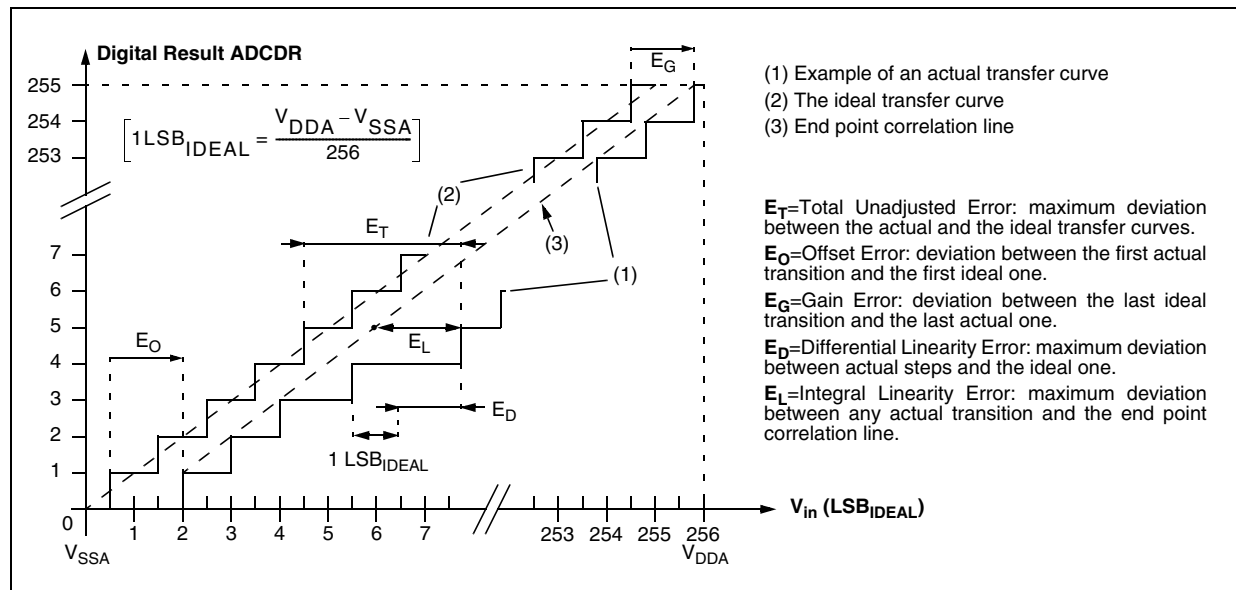 Digital Result ADCDR
E_G
(1) Example of an actual transfer curve
(2) The ideal transfer curve
(3) End point correlation line
255
254
253
[1LSB_IDEAL = (V_DDA – V_SSA) / 256]
(2)
E_T
(3)
(1)
7
6
5
4
3
2
1
0
E_O
E_L
E_D
1 LSB_IDEAL
E_T=Total Unadjusted Error: maximum deviation
between the actual and the ideal transfer curves.
E_O=Offset Error: deviation between the first actual
transition and the first ideal one.
E_G=Gain Error: deviation between the last ideal
transition and the last actual one.
E_D=Differential Linearity Error: maximum deviation
between actual steps and the ideal one.
E_L=Integral Linearity Error: maximum deviation
between any actual transition and the end point
correlation line.
1 2 3 4 5 6 7 253 254 255 256
V_in (LSB_IDEAL)
V_SSA
V_DDA